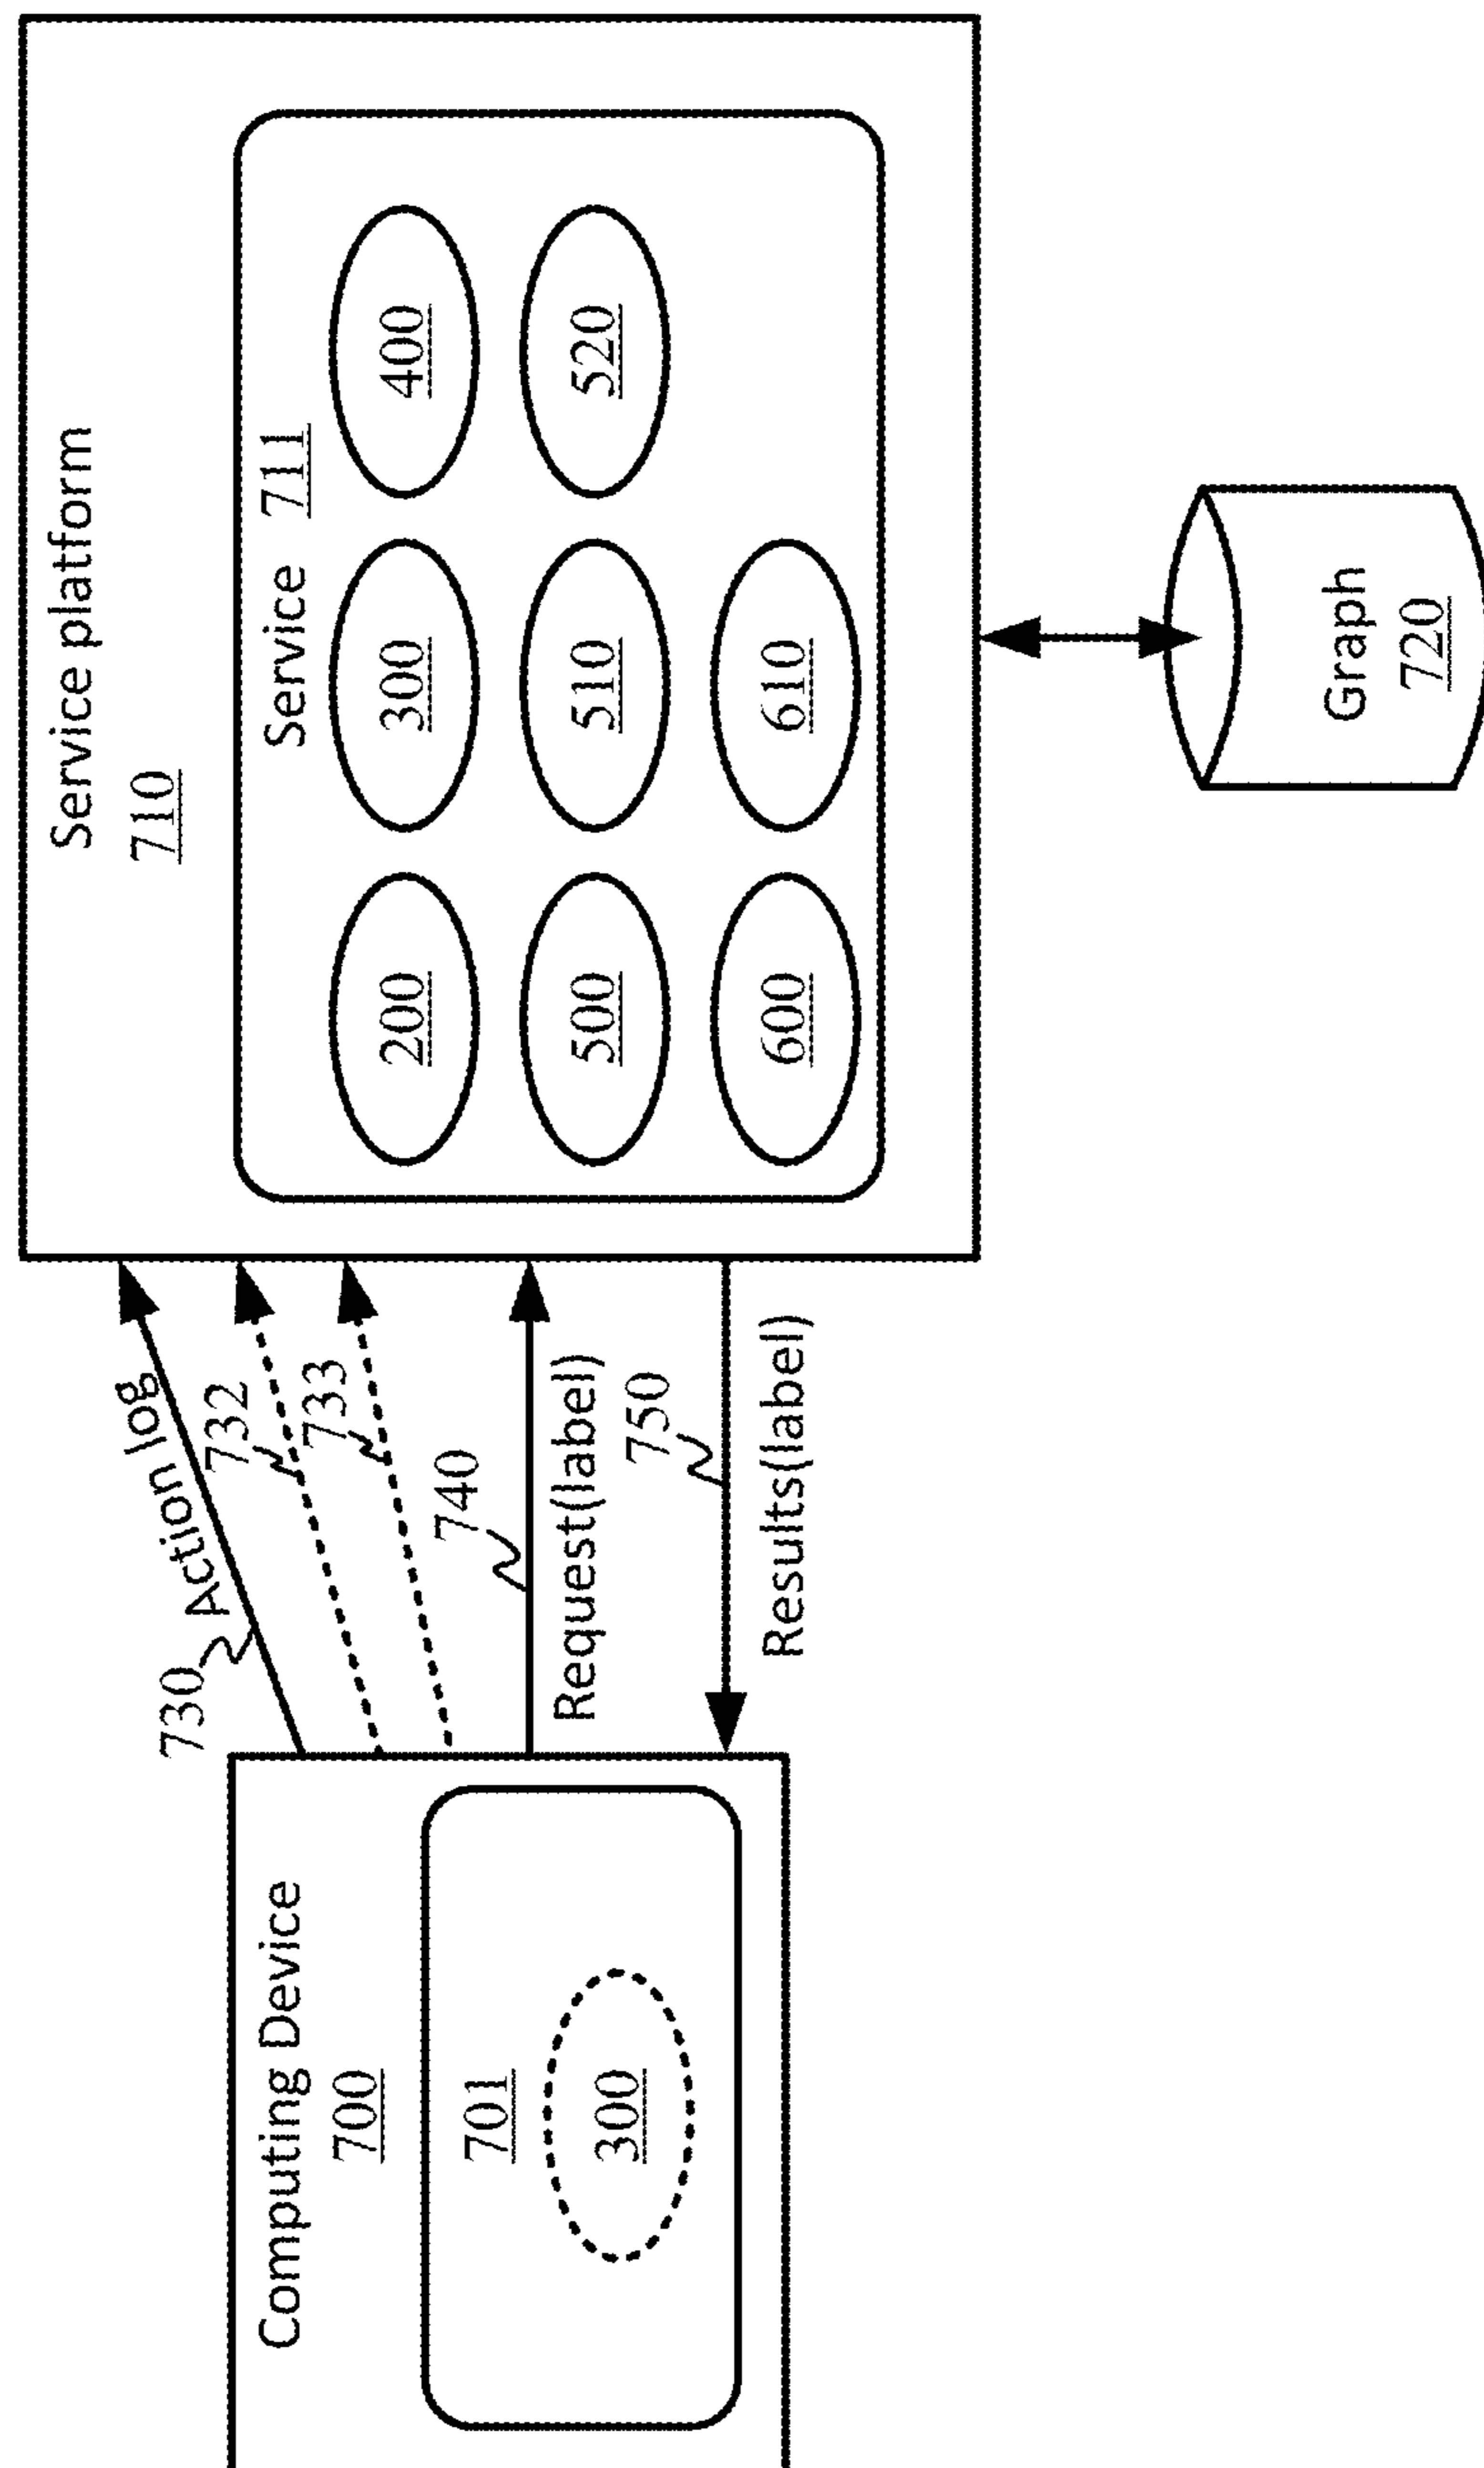 Computing Device
700
701
300
730
Action log
732
733
740
Request(label)
750
Results(label)
Service platform
710
Service 711
200
300
400
500
510
520
600
610
Graph
720